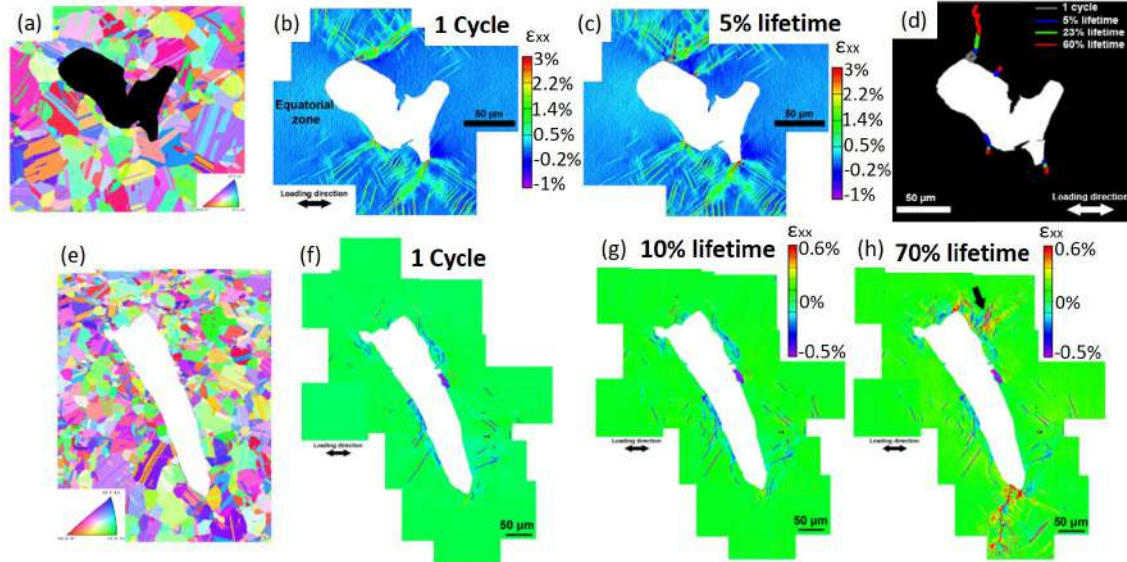 (a)
(b)
1 Cycle
εxx
3%
2.2%
1.4%
0.5%
-0.2%
-1%
Equatorial
zone
50 µm
Loading direction
(c)
5% lifetime
εxx
3%
2.2%
1.4%
0.5%
-0.2%
-1%
50 µm
(d)
1 cycle
5% lifetime
23% lifetime
60% lifetime
50 µm
Loading direction
(e)
(f)
1 Cycle
Loading direction
50 µm
(g)
10% lifetime
εxx
0.6%
0%
-0.5%
Loading direction
50 µm
(h)
70% lifetime
εxx
0.6%
0%
-0.5%
Loading direction
50 µm